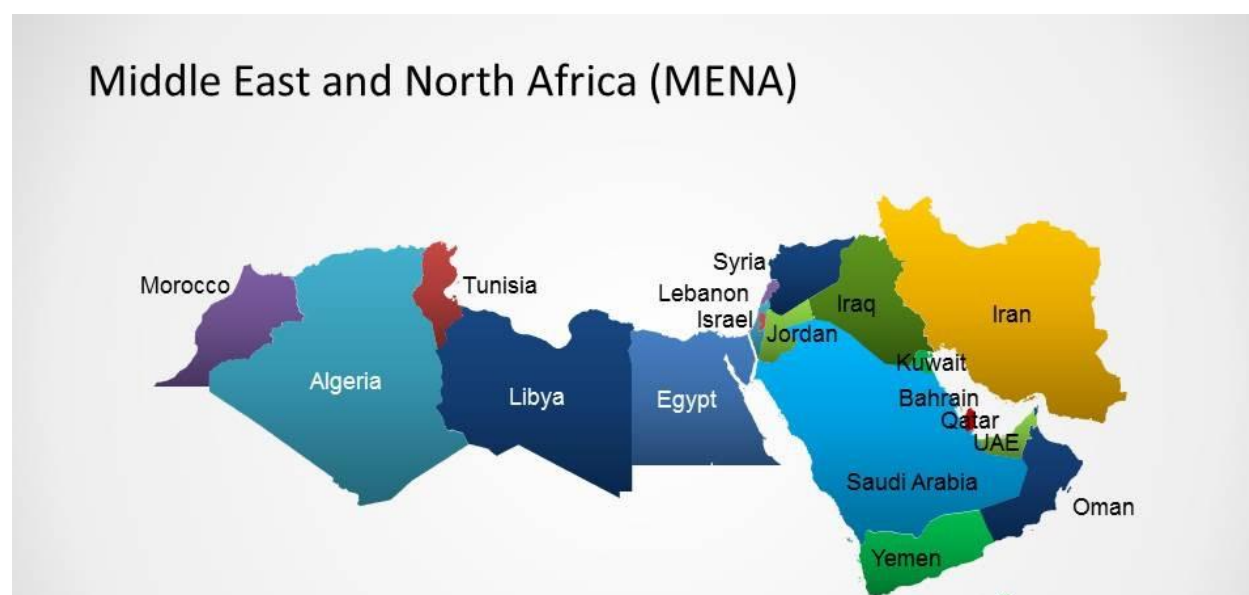 Middle East and North Africa (MENA)
Morocco
Tunisia
Algeria
Libya
Egypt
Syria
Lebanon
Israel
Jordan
Iraq
Iran
Kuwait
Bahrain
Qatar
UAE
Saudi Arabia
Oman
Yemen